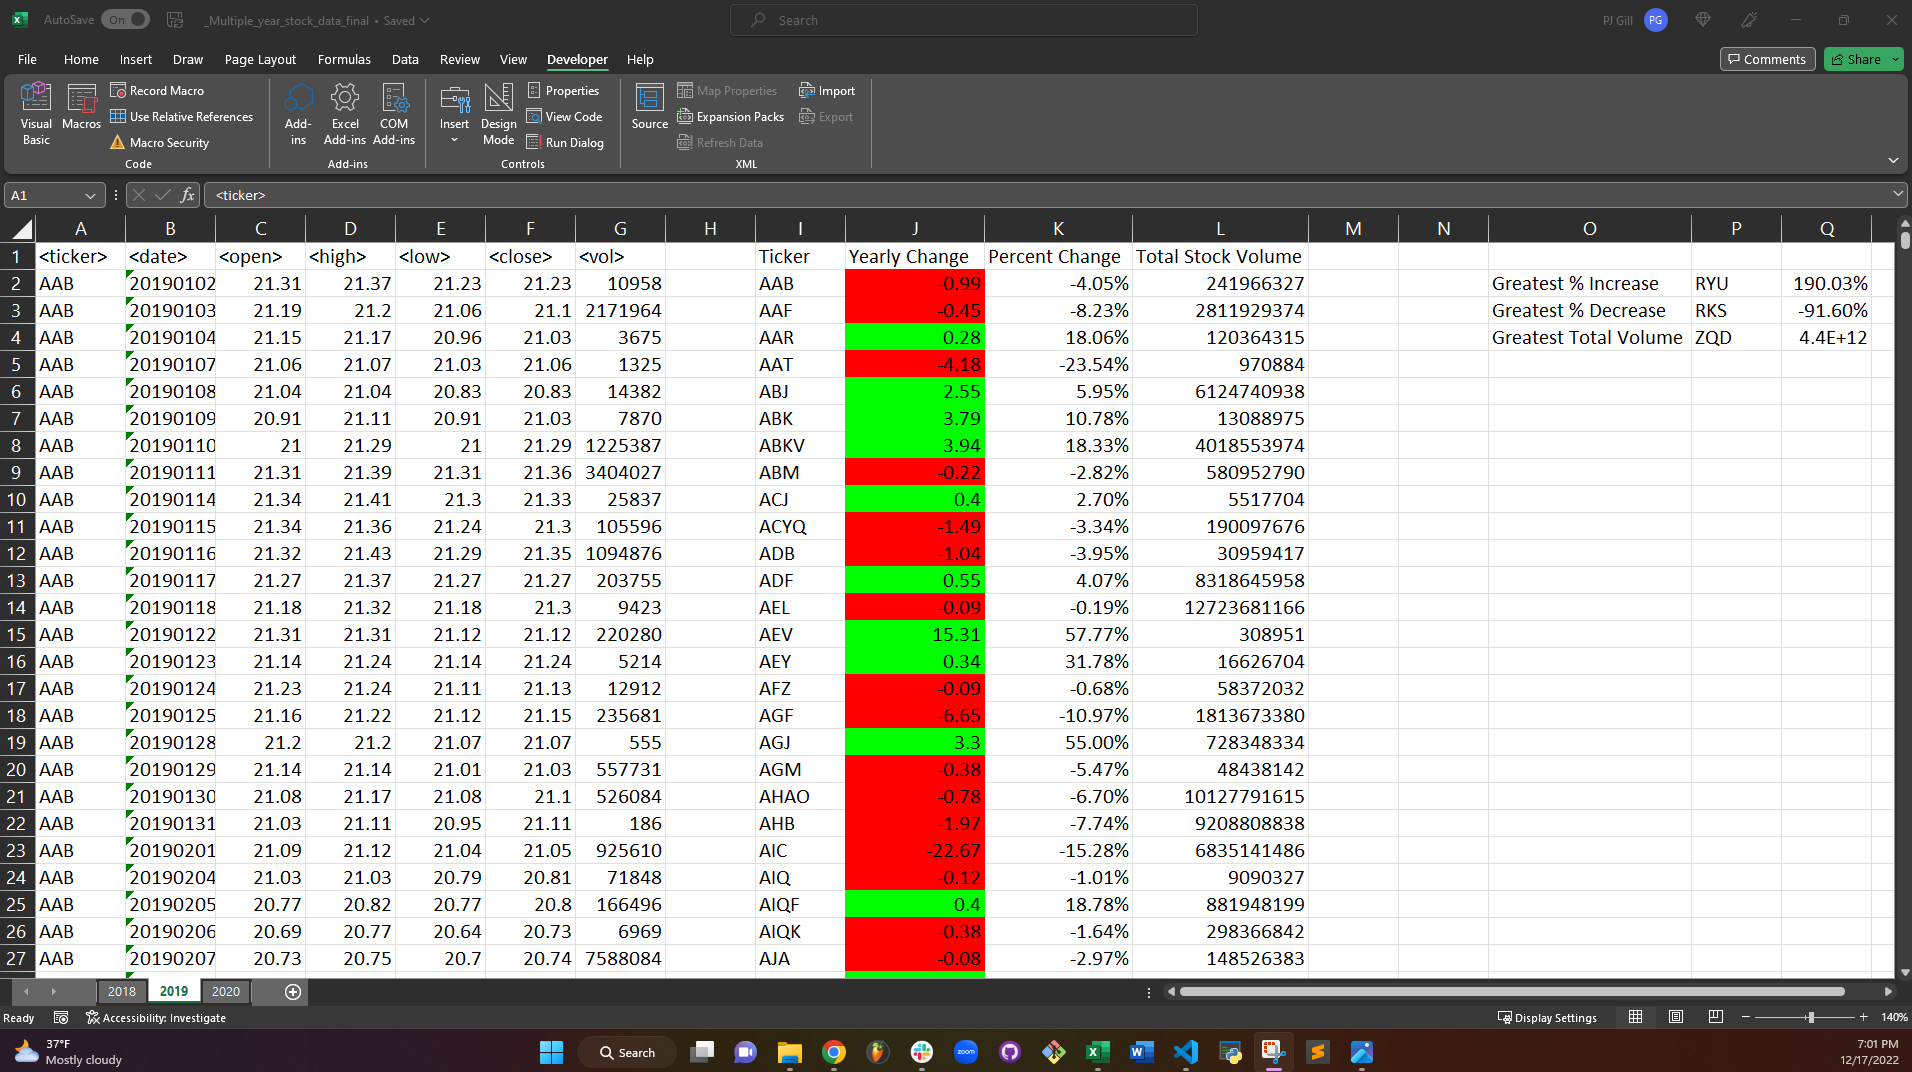 AutoSave On _Multiple_year_stock_data_final • Saved Search PJ Gill PG
File Home Insert Draw Page Layout Formulas Data Review View Developer Help Comments Share
Visual Basic Macros Record Macro Use Relative References Macro Security Code
Add-ins Excel Add-ins COM Add-ins Add-ins
Insert Design Mode Properties View Code Run Dialog Controls
Source Map Properties Expansion Packs Refresh Data Import Export XML
A1 fx <ticker>
A B C D E F G H I J K L M N O P Q
1 <ticker> <date> <open> <high> <low> <close> <vol> Ticker Yearly Change Percent Change Total Stock Volume
2 AAB 20190102 21.31 21.37 21.23 21.23 10958 AAB -0.99 -4.05% 241966327 Greatest % Increase RYU 190.03%
3 AAB 20190103 21.19 21.2 21.06 21.1 2171964 AAF -0.45 -8.23% 2811929374 Greatest % Decrease RKS -91.60%
4 AAB 20190104 21.15 21.17 20.96 21.03 3675 AAR 0.28 18.06% 120364315 Greatest Total Volume ZQD 4.4E+12
5 AAB 20190107 21.06 21.07 21.03 21.06 1325 AAT -4.18 -23.54% 970884
6 AAB 20190108 21.04 21.04 20.83 20.83 14382 ABJ 2.55 5.95% 6124740938
7 AAB 20190109 20.91 21.11 20.91 21.03 7870 ABK 3.79 10.78% 13088975
8 AAB 20190110 21 21.29 21 21.29 1225387 ABKV 3.94 18.33% 4018553974
9 AAB 20190111 21.31 21.39 21.31 21.36 3404027 ABM -0.22 -2.82% 580952790
10 AAB 20190114 21.34 21.41 21.3 21.33 25837 ACJ 0.4 2.70% 5517704
11 AAB 20190115 21.34 21.36 21.24 21.3 105596 ACYQ -1.49 -3.34% 190097676
12 AAB 20190116 21.32 21.43 21.29 21.35 1094876 ADB -1.04 -3.95% 30959417
13 AAB 20190117 21.27 21.37 21.27 21.27 203755 ADF 0.55 4.07% 8318645958
14 AAB 20190118 21.18 21.32 21.18 21.3 9423 AEL -0.09 -0.19% 12723681166
15 AAB 20190122 21.31 21.31 21.12 21.12 220280 AEV 15.31 57.77% 308951
16 AAB 20190123 21.14 21.24 21.14 21.24 5214 AEY 0.34 31.78% 16626704
17 AAB 20190124 21.23 21.24 21.11 21.13 12912 AFZ -0.09 -0.68% 58372032
18 AAB 20190125 21.16 21.22 21.12 21.15 235681 AGF -6.65 -10.97% 1813673380
19 AAB 20190128 21.2 21.2 21.07 21.07 555 AGJ 3.3 55.00% 728348334
20 AAB 20190129 21.14 21.14 21.01 21.03 557731 AGM -0.38 -5.47% 48438142
21 AAB 20190130 21.08 21.17 21.08 21.1 526084 AHAO -0.78 -6.70% 10127791615
22 AAB 20190131 21.03 21.11 20.95 21.11 186 AHB -1.97 -7.74% 9208808838
23 AAB 20190201 21.09 21.12 21.04 21.05 925610 AIC -22.67 -15.28% 6835141486
24 AAB 20190204 21.03 21.03 20.79 20.81 71848 AIQ -0.12 -1.01% 9090327
25 AAB 20190205 20.77 20.82 20.77 20.8 166496 AIQF 0.4 18.78% 881948199
26 AAB 20190206 20.69 20.77 20.64 20.73 6969 AIQK -0.38 -1.64% 298366842
27 AAB 20190207 20.73 20.75 20.7 20.74 7588084 AJA -0.08 -2.97% 148526383
2018 2019 2020
Ready Accessibility: Investigate Display Settings 140%
37°F Mostly cloudy Search zoom 7:01 PM 12/17/2022